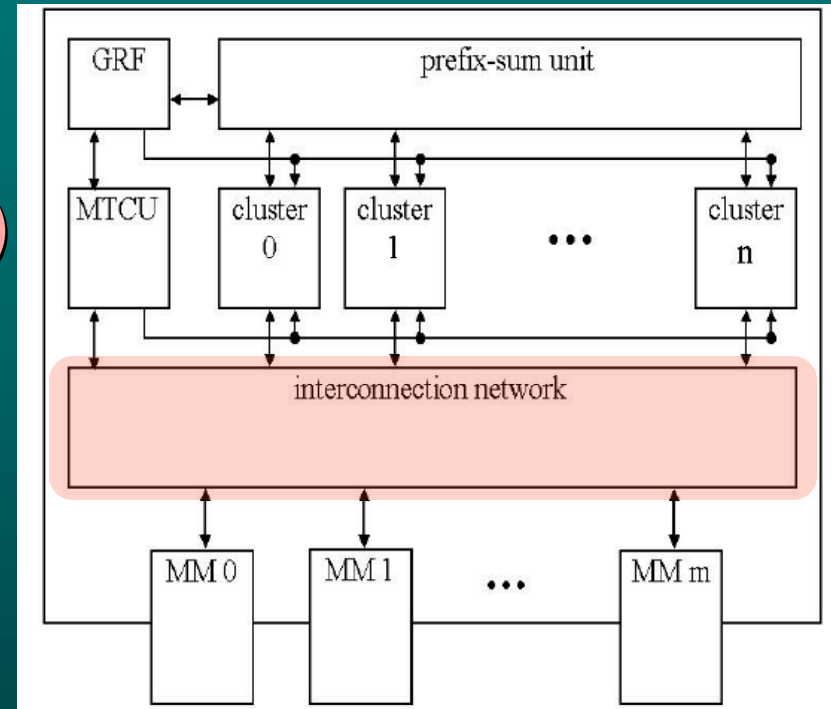 GRF
prefix-sum unit
MTCU
cluster
0
cluster
1
...
cluster
n
interconnection network
MM 0
MM 1
...
MM m